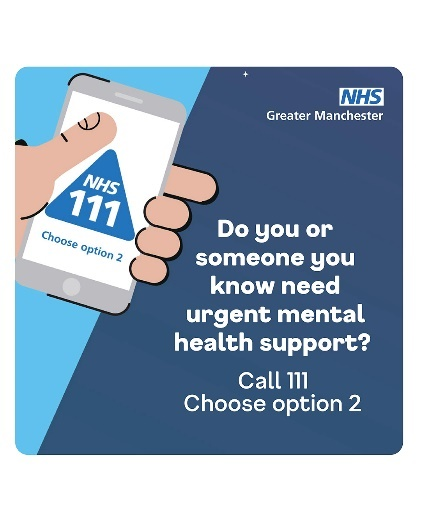 NHS
Greater Manchester
NHS
111
Choose option 2
Do you or
someone you
know need
urgent mental
health support?
Call 111
Choose option 2